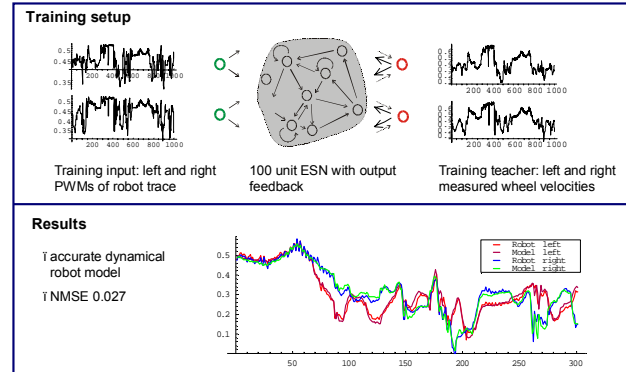 Training setup
0.5
0.45
0.4
0.35
200 400 600 800 1000
0.5
0.45
0.4
0.35
200 400 600 800 1000
200 400 600 800 1000
200 400 600 800 1000
Training input: left and right
PWMs of robot trace
100 unit ESN with output
feedback
Training teacher: left and right
measured wheel velocities
Results
ï accurate dynamical
robot model
ï NMSE 0.027
0.5
0.4
0.3
0.2
0.1
50 100 150 200 250 300
Robot left
Model left
Robot right
Model right